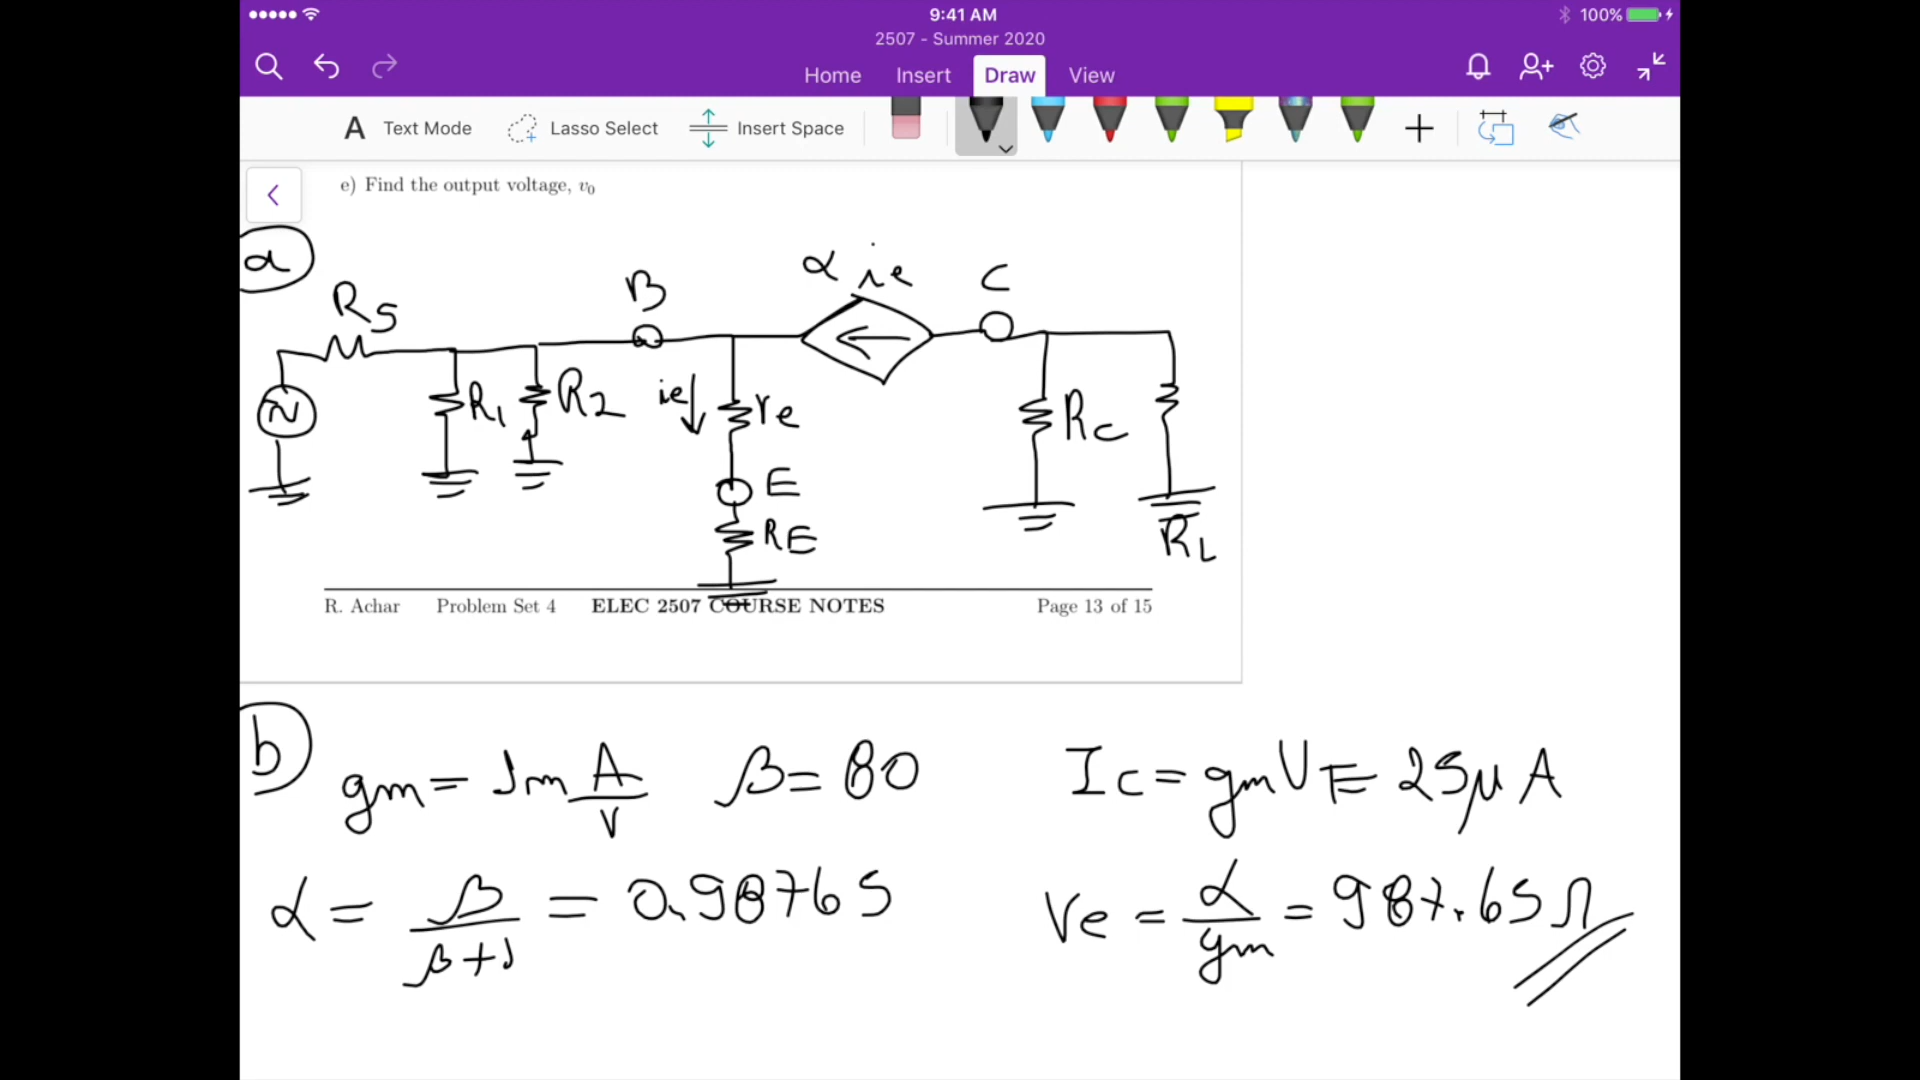 9:41 AM
100%
2507 - Summer 2020
Home Insert Draw View
A Text Mode Lasso Select Insert Space
e) Find the output voltage, v₀
a
α ie
B
C
Rs
R₁ R₂ ie re
Rc
E
RE
RL
R. Achar Problem Set 4 ELEC 2507 COURSE NOTES Page 13 of 15
b
gm = 1m A/V β = 80 Ic = gm VT = 25μA
α = β/(β+1) = 0.98765 re = α/gm = 987.65 Ω